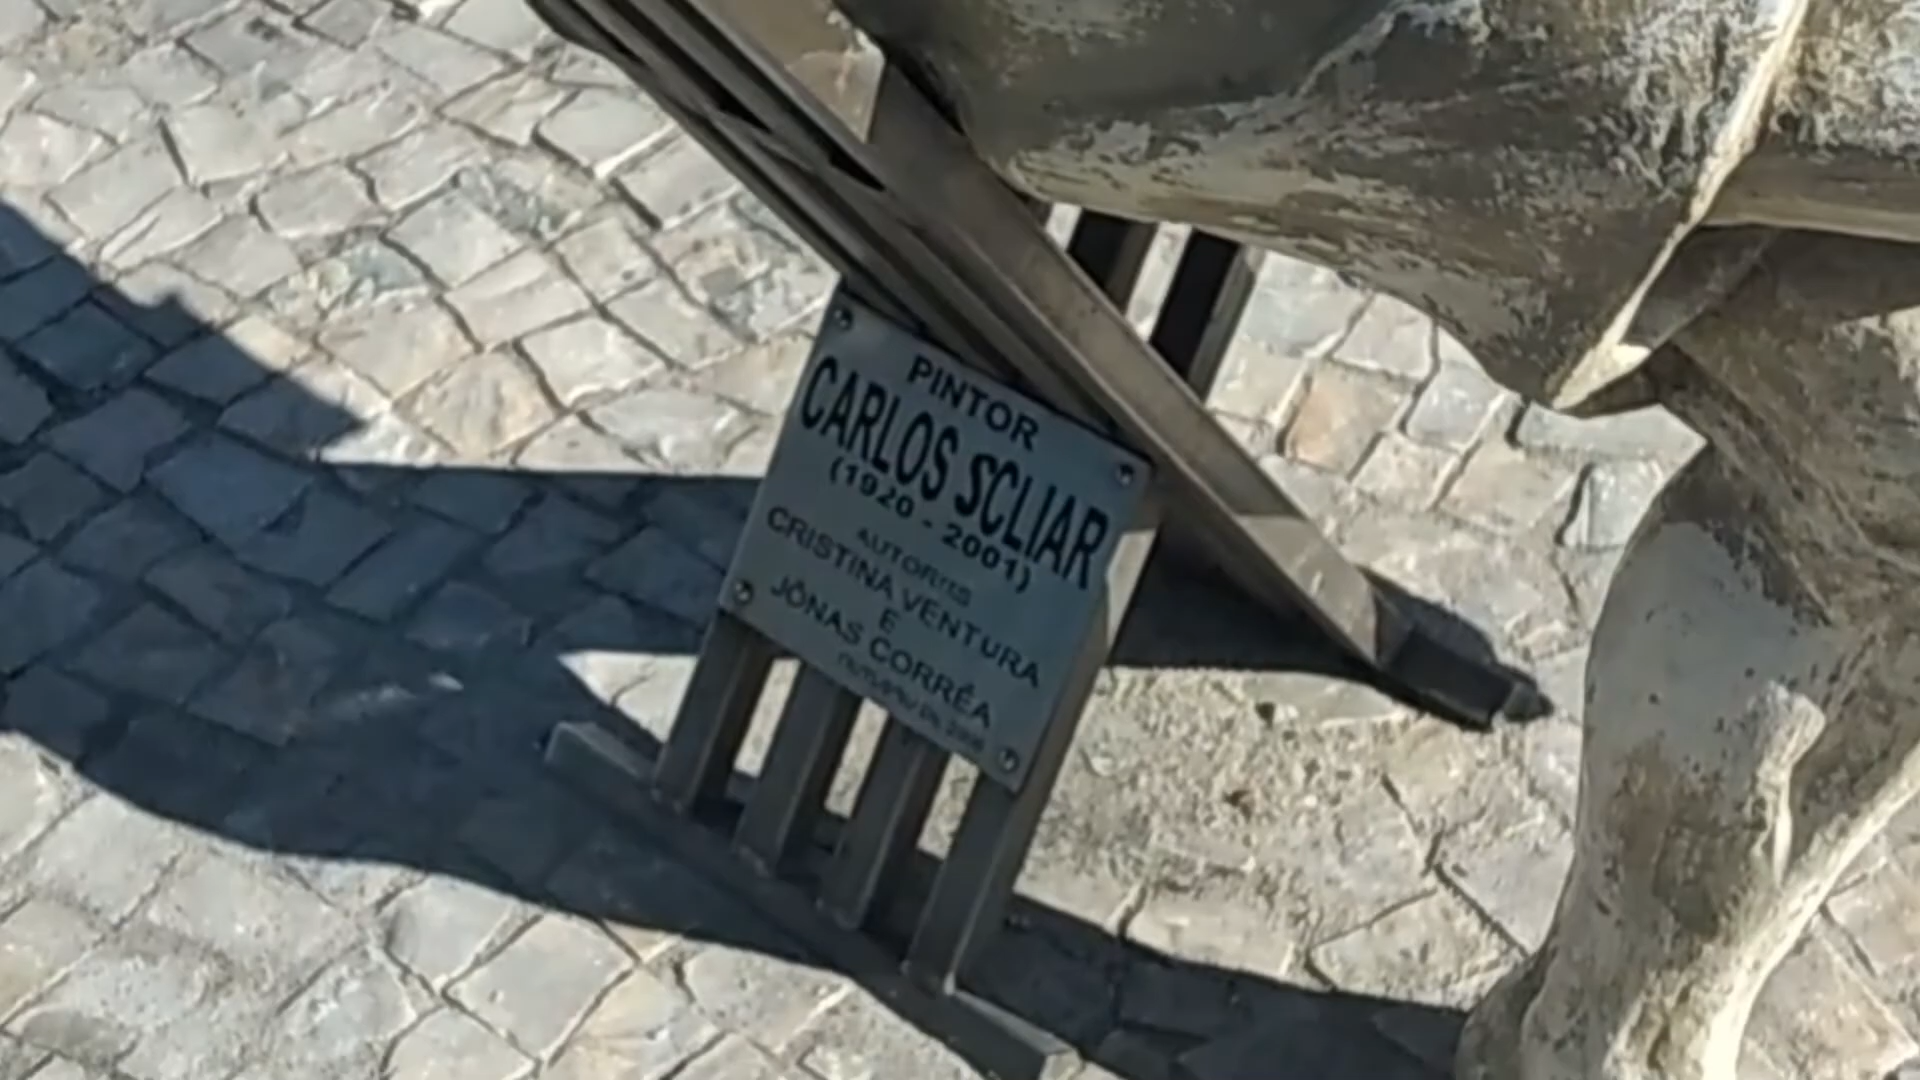 PINTOR
CARLOS SCLIAR
(1920 - 2001)
AUTORES
CRISTINA VENTURA
E
JÔNAS CORRÊA